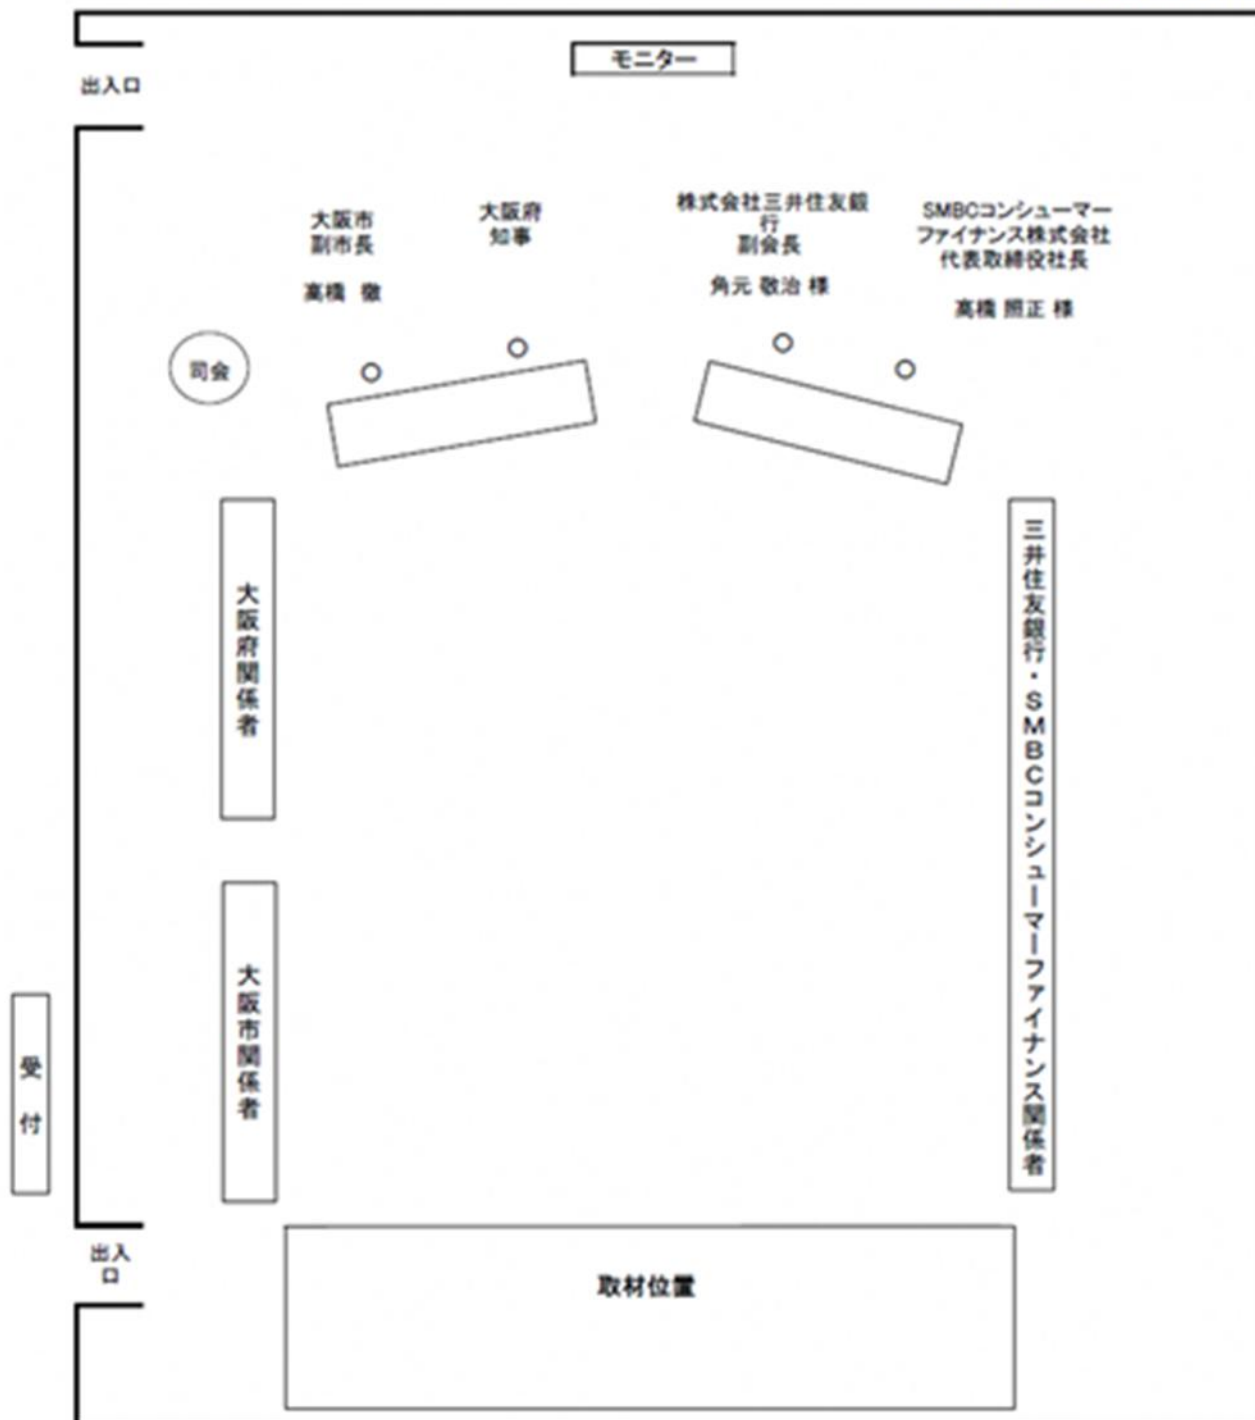 モニター
出入口
大阪市
副市長
高橋 徹
大阪府
知事
株式会社三井住友銀
行
副会長
角元 敬治 様
SMBCコンシューマー
ファイナンス株式会社
代表取締役社長
高橋 照正 様
司会
大阪府関係者
三井住友銀行・SMBCコンシューマーファイナンス関係者
大阪市関係者
受付
出入
口
取材位置